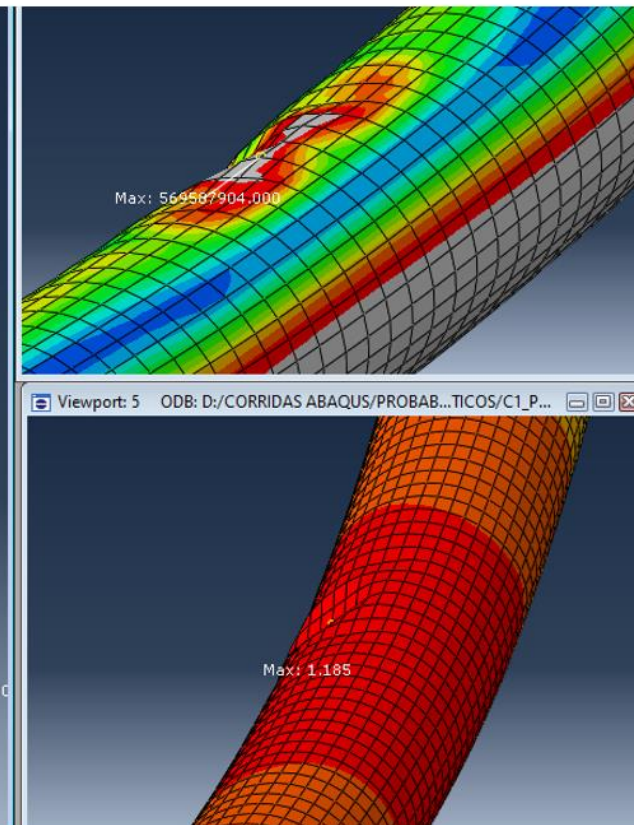 Max: 569587904.000
Viewport: 5 ODB: D:/CORRIDAS ABAQUS/PROBAB...TICOS/C1_P...
Max: 1.185